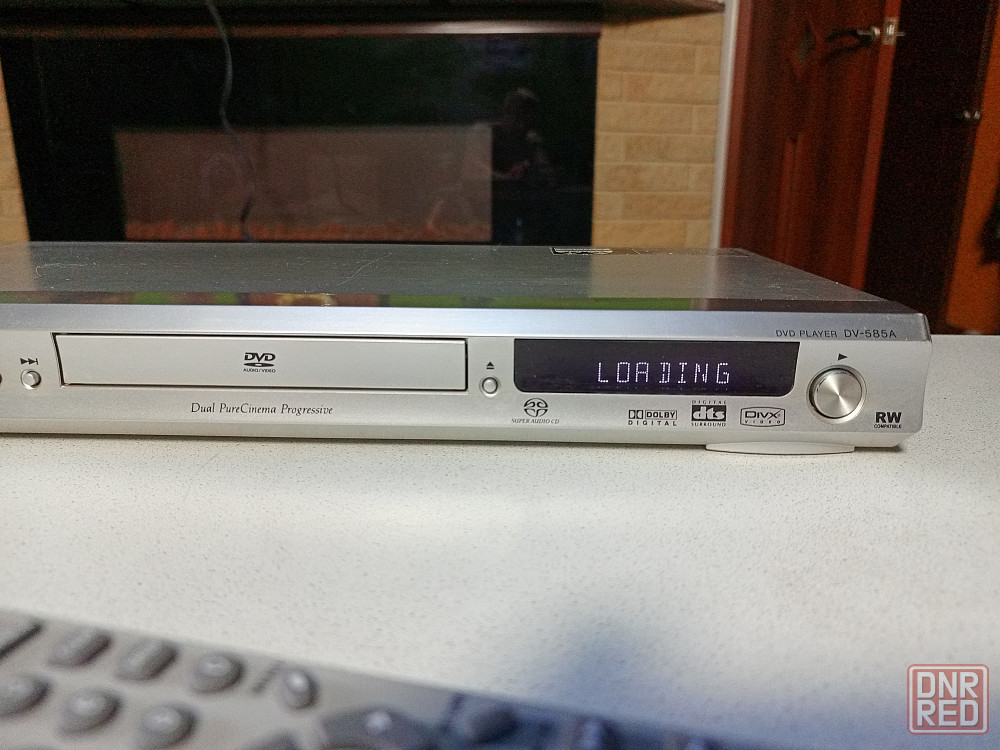 DVD PLAYER DV-585A
DVD
AUDIO/VIDEO
LOADING
Dual PureCinema Progressive
SUPER AUDIO CD
DOLBY
DIGITAL
DIGITAL
dts
SURROUND
DIVX
VIDEO
RW
COMPATIBLE
DNR
RED